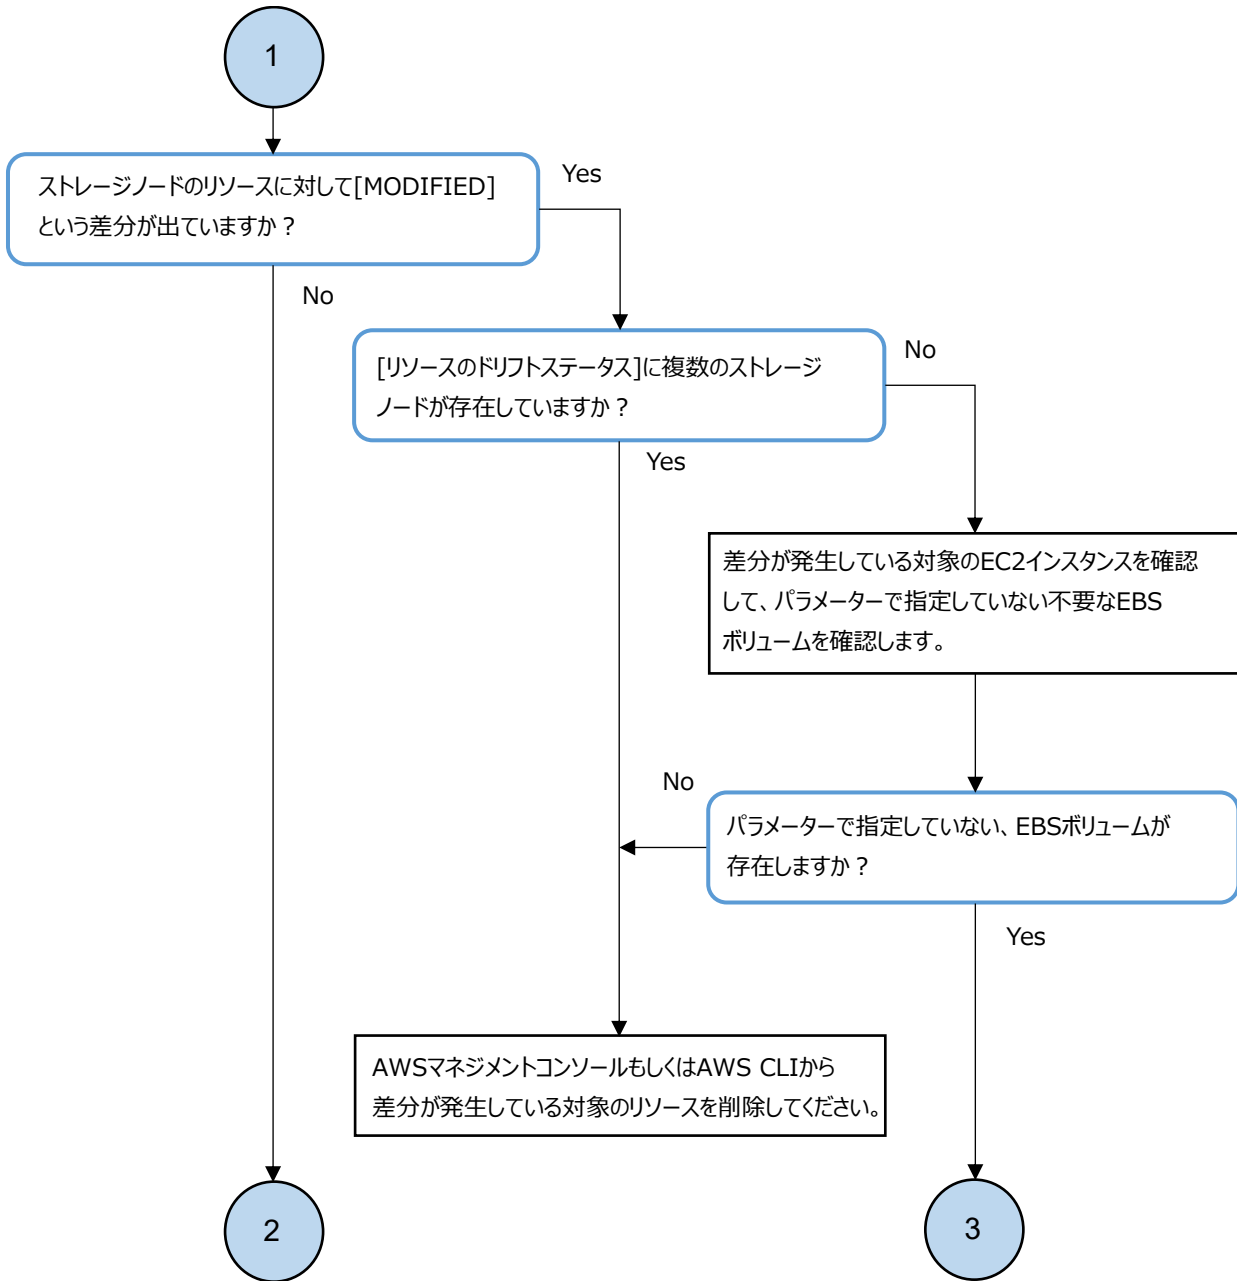 1
ストレージノードのリソースに対して[MODIFIED]
という差分が出ていますか？
Yes
No
[リソースのドリフトステータス]に複数のストレージ
ノードが存在していますか？
No
Yes
差分が発生している対象のEC2インスタンスを確認
して、パラメーターで指定していない不要なEBS
ボリュームを確認します。
No
パラメーターで指定していない、EBSボリュームが
存在しますか？
Yes
AWSマネジメントコンソールもしくはAWS CLIから
差分が発生している対象のリソースを削除してください。
2
3